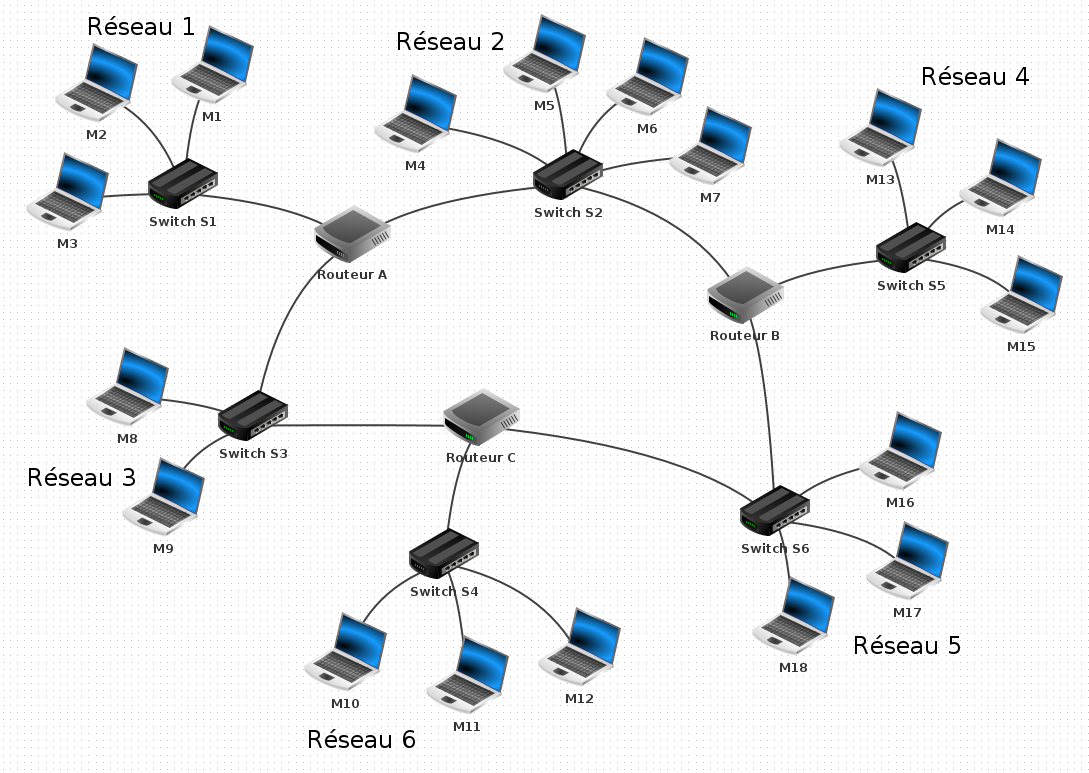 Réseau 1
M1
M2
M3
Switch S1
Réseau 2
M4
M5
M6
M7
Switch S2
Réseau 4
M13
M14
M15
Switch S5
Routeur A
Routeur B
M8
M9
Switch S3
Réseau 3
Routeur C
Switch S4
M10
M11
M12
Réseau 6
Switch S6
M16
M17
M18
Réseau 5